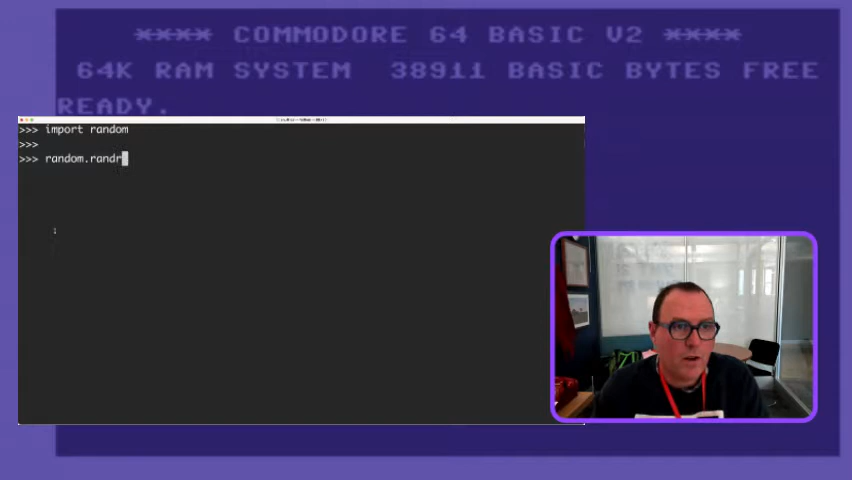 **** COMMODORE 64 BASIC V2 ****
64K RAM SYSTEM 38911 BASIC BYTES FREE
READY.
>>> import random
>>>
>>> random.randr